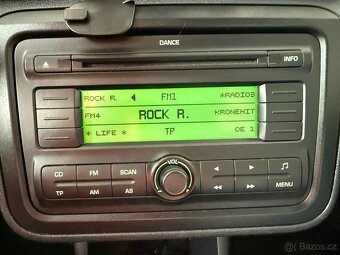 DANCE
INFO
ROCK R. FM1 *RADIO3
FM4 ROCK R. KRONEHIT
* LIFE * TP OE 1
CD FM SCAN VOL
TP AM AS MENU
© Bazoš.cz